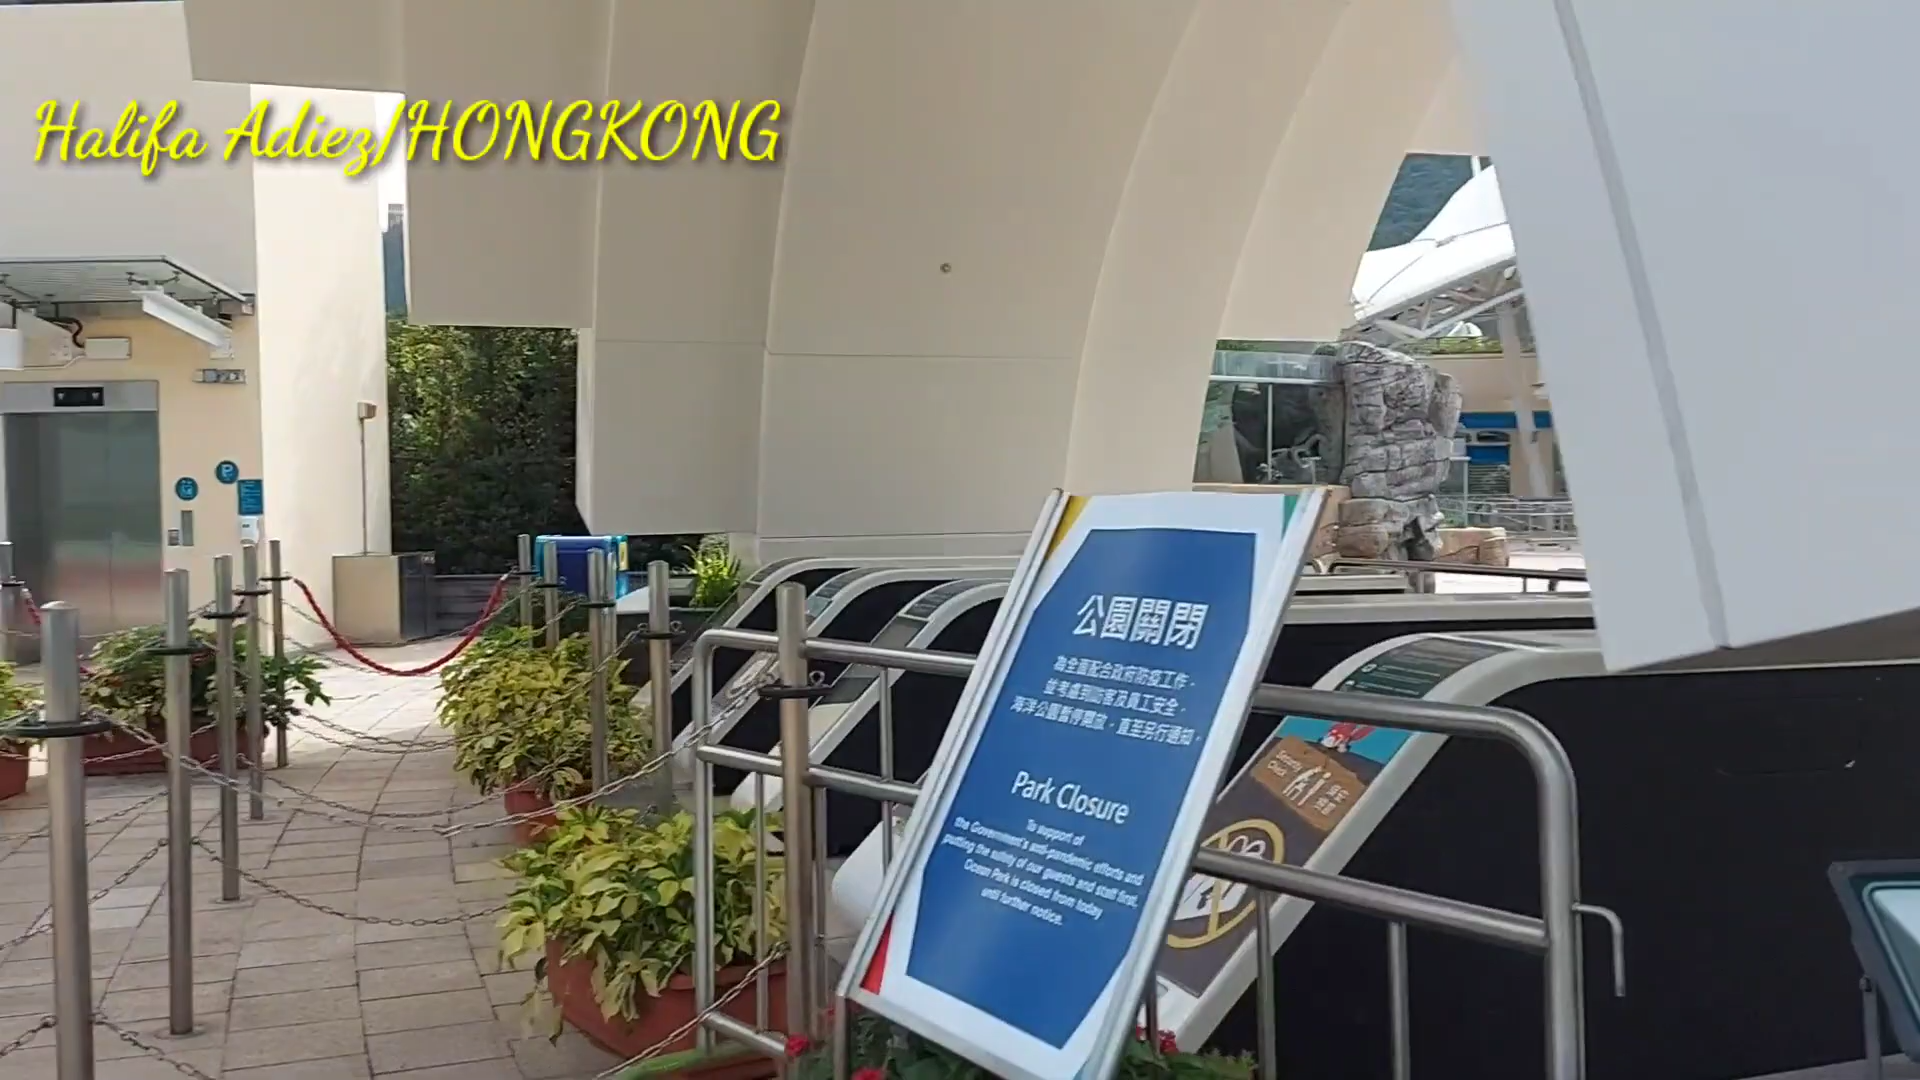 Halifa Adiez/HONGKONG
公園關閉
為全面配合政府防疫工作，
並考慮到訪客及員工安全，
海洋公園暫停開放，直至另行通知。
Park Closure
To support of
the Government's anti-pandemic efforts and
putting the safety of our guests and staff first,
Ocean Park is closed from today
until further notice.
Security
Check
P